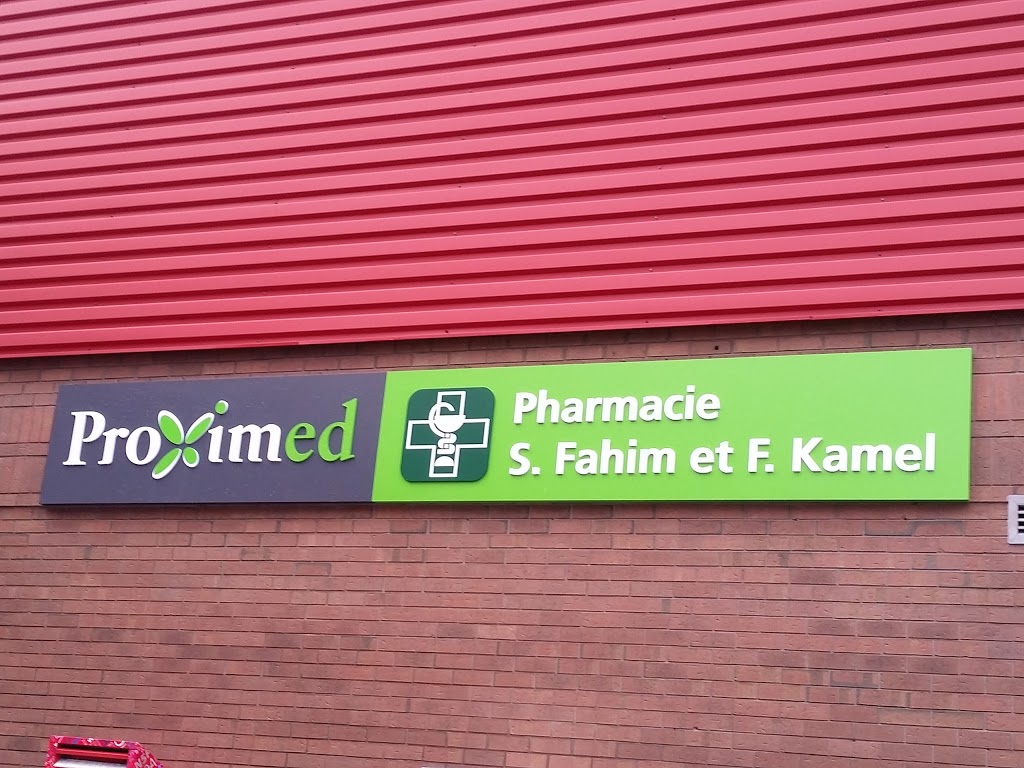 Proximed
Pharmacie
S. Fahim et F. Kamel